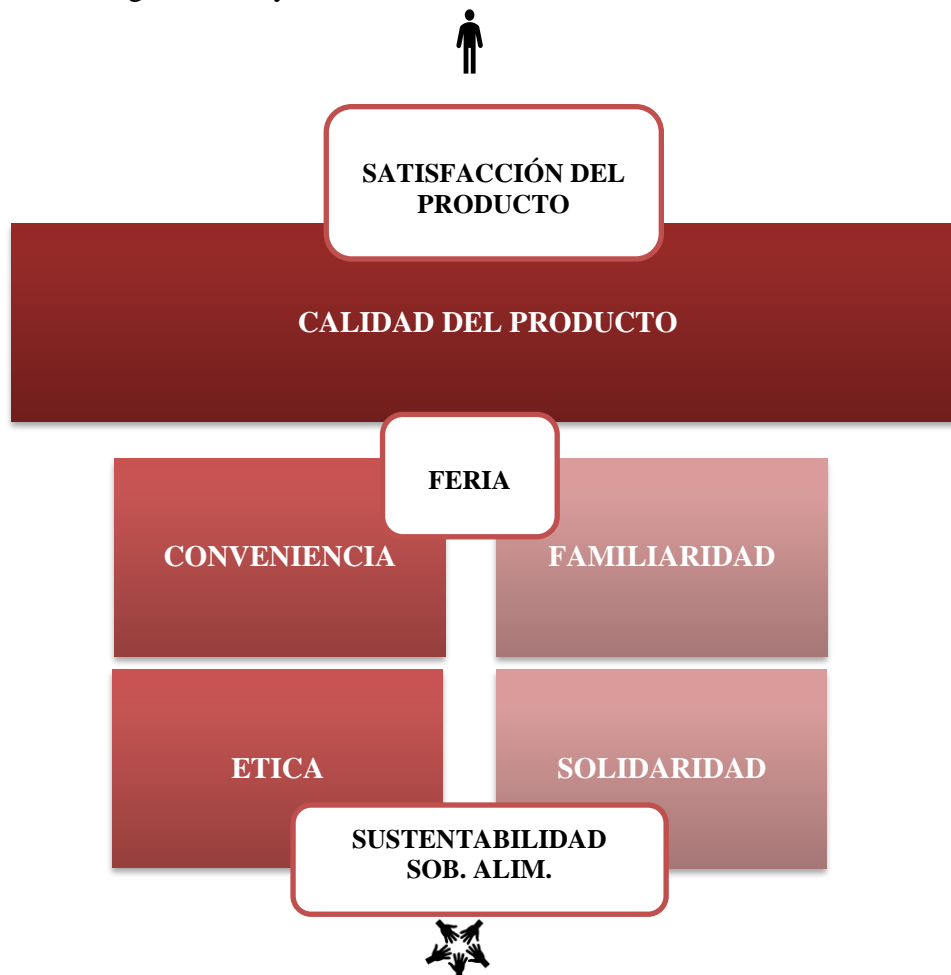 SATISFACCIÓN DEL
PRODUCTO
CALIDAD DEL PRODUCTO
FERIA
CONVENIENCIA
FAMILIARIDAD
ETICA
SOLIDARIDAD
SUSTENTABILIDAD
SOB. ALIM.